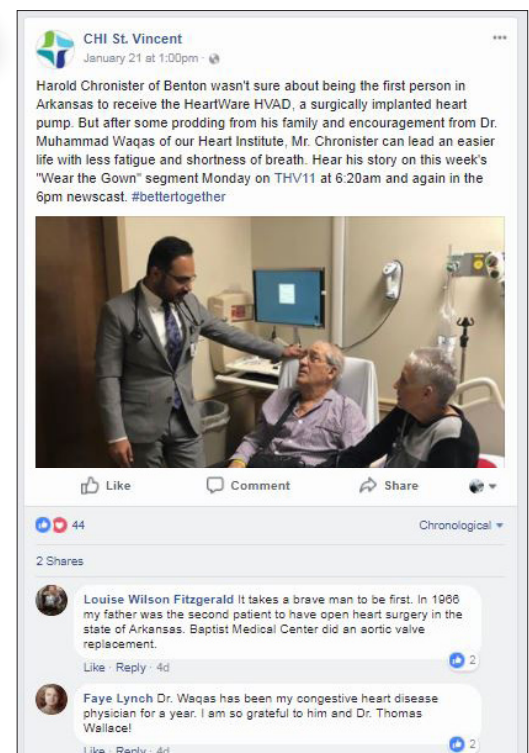 CHI St. Vincent
January 21 at 1:00pm ·
Harold Chronister of Benton wasn't sure about being the first person in
Arkansas to receive the HeartWare HVAD, a surgically implanted heart
pump. But after some prodding from his family and encouragement from Dr.
Muhammad Waqas of our Heart Institute, Mr. Chronister can lead an easier
life with less fatigue and shortness of breath. Hear his story on this week's
"Wear the Gown" segment Monday on THV11 at 6:20am and again in the
6pm newscast. #bettertogether
Like Comment Share
44 Chronological
2 Shares
Louise Wilson Fitzgerald It takes a brave man to be first. In 1966
my father was the second patient to have open heart surgery in the
state of Arkansas. Baptist Medical Center did an aortic valve
replacement.
Like · Reply · 4d 2
Faye Lynch Dr. Waqas has been my congestive heart disease
physician for a year. I am so grateful to him and Dr. Thomas
Wallace!
Like · Reply · 4d 2